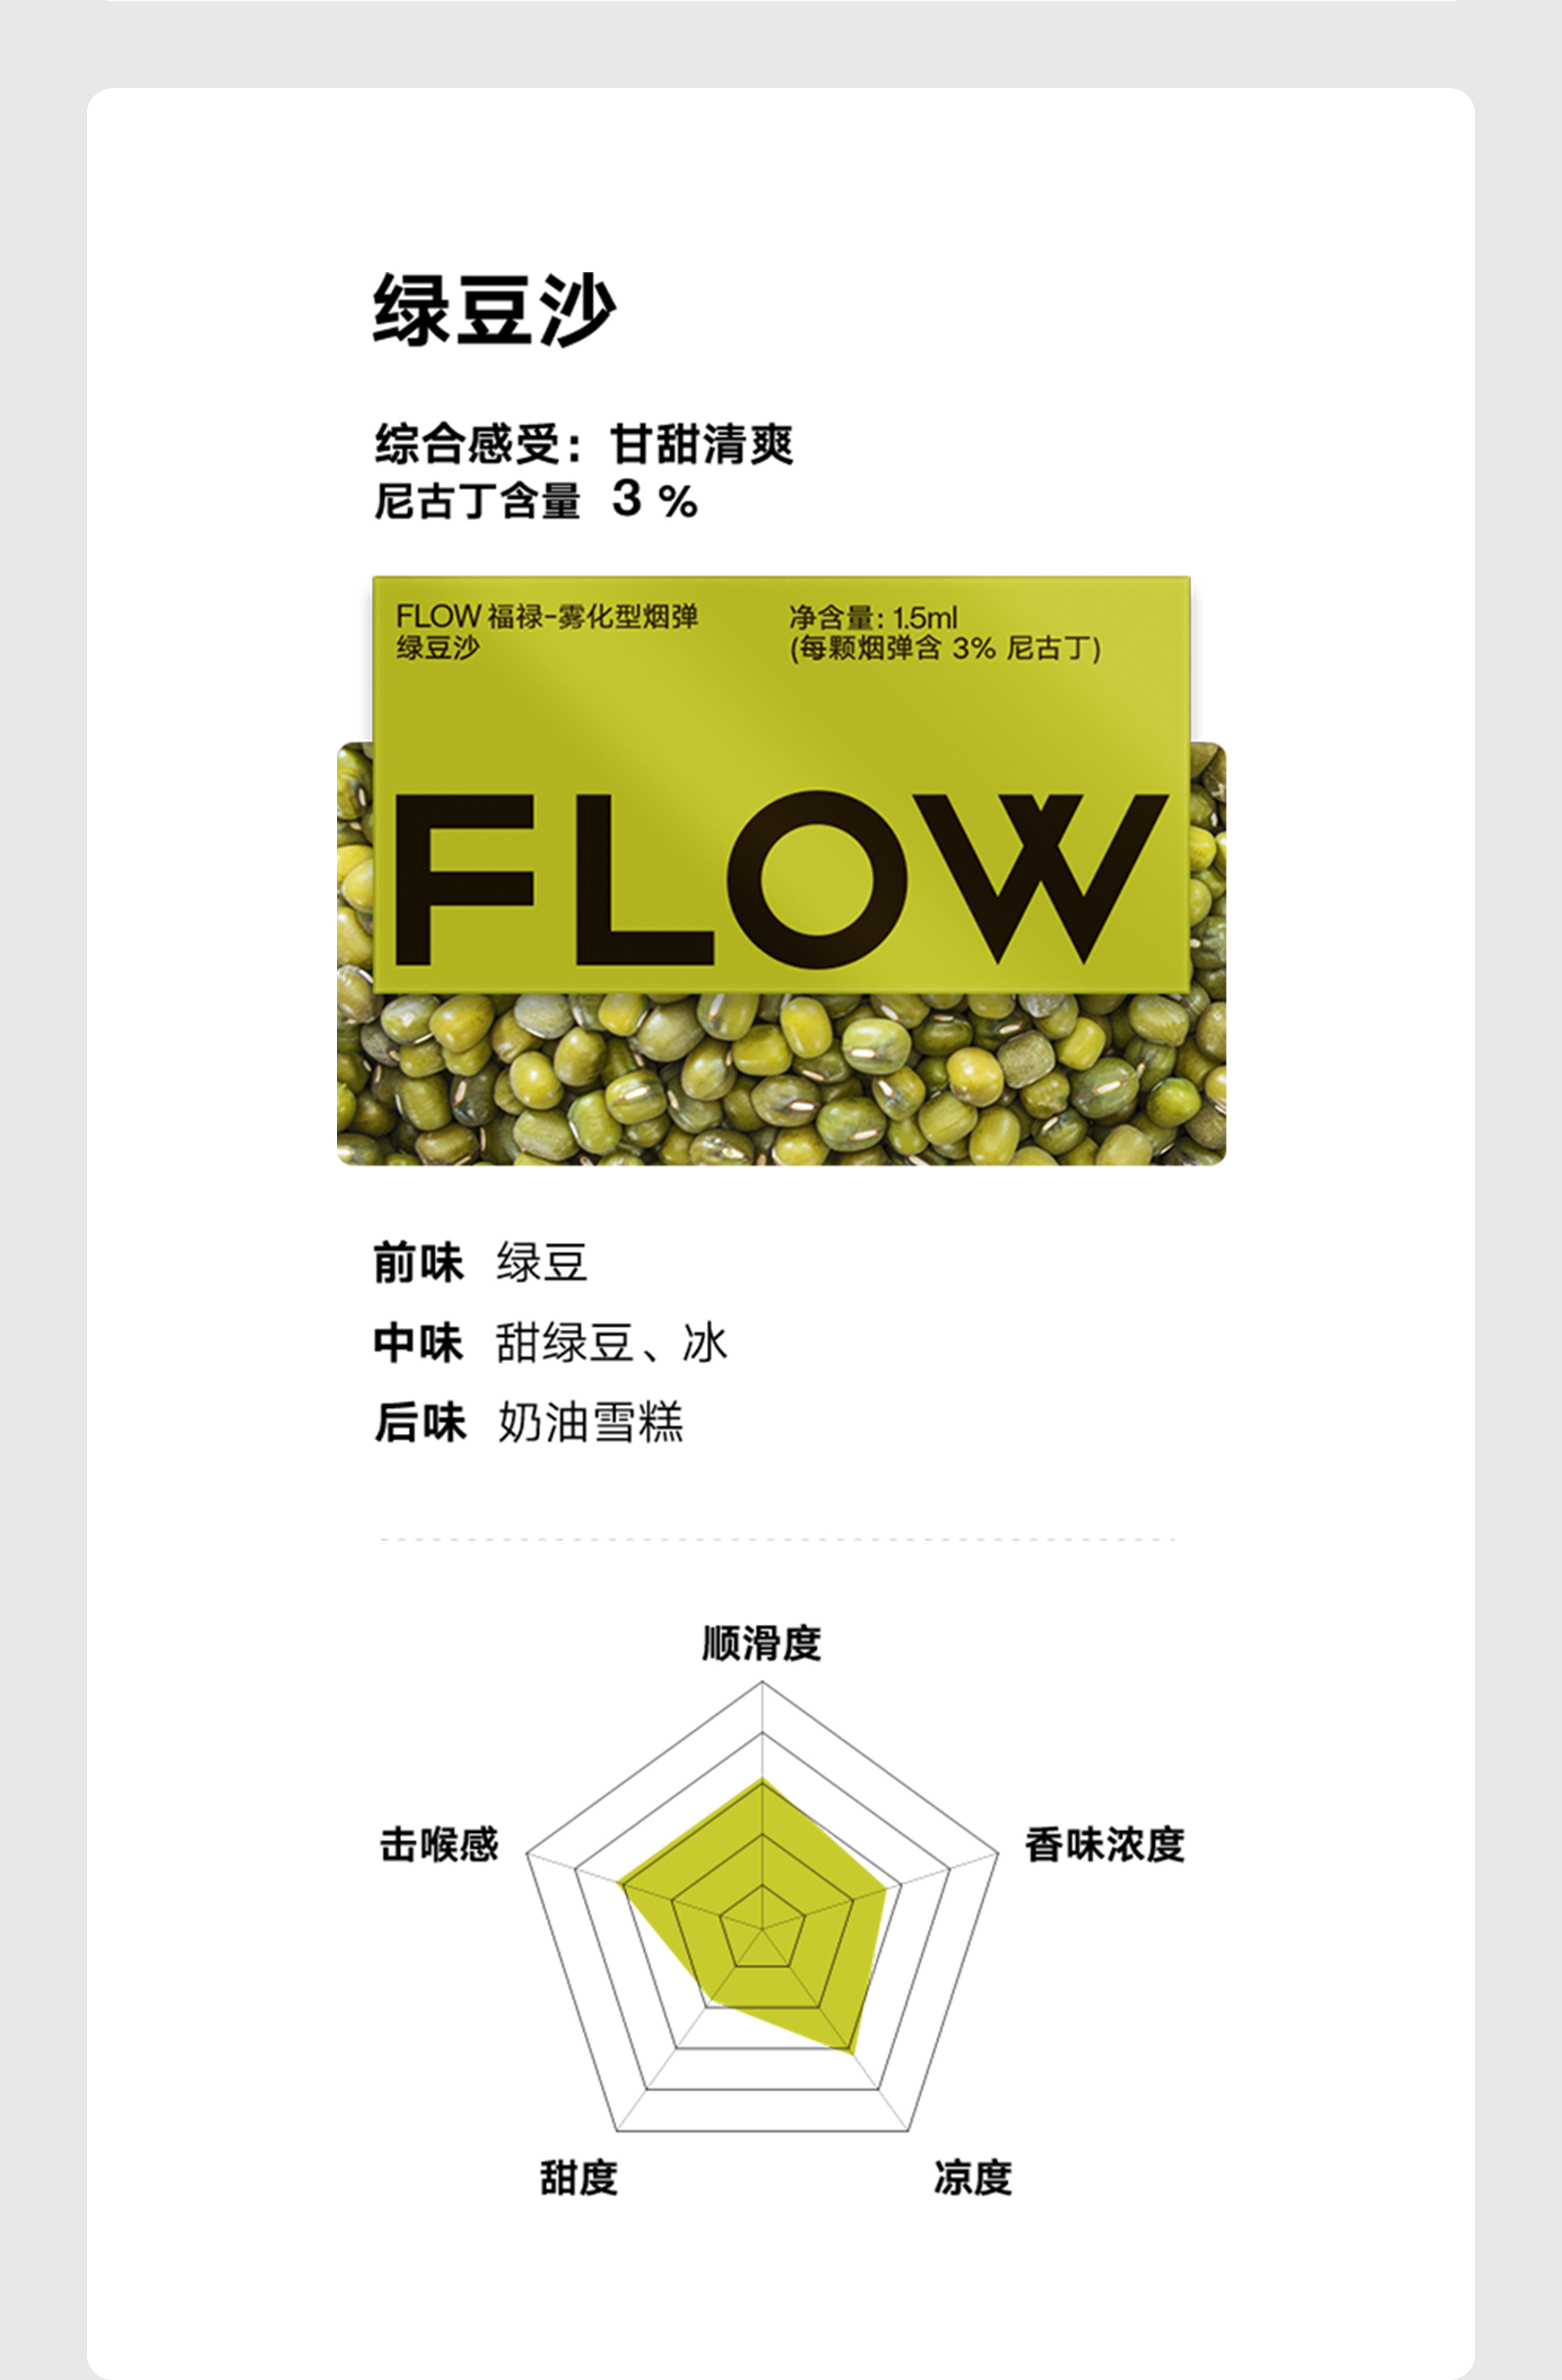 绿豆沙
综合感受：甘甜清爽
尼古丁含量 3 %
FLOW 福禄-雾化型烟弹
绿豆沙
净含量: 1.5ml
(每颗烟弹含 3% 尼古丁)
FLOW
前味 绿豆
中味 甜绿豆、冰
后味 奶油雪糕
顺滑度
击喉感
香味浓度
甜度
凉度